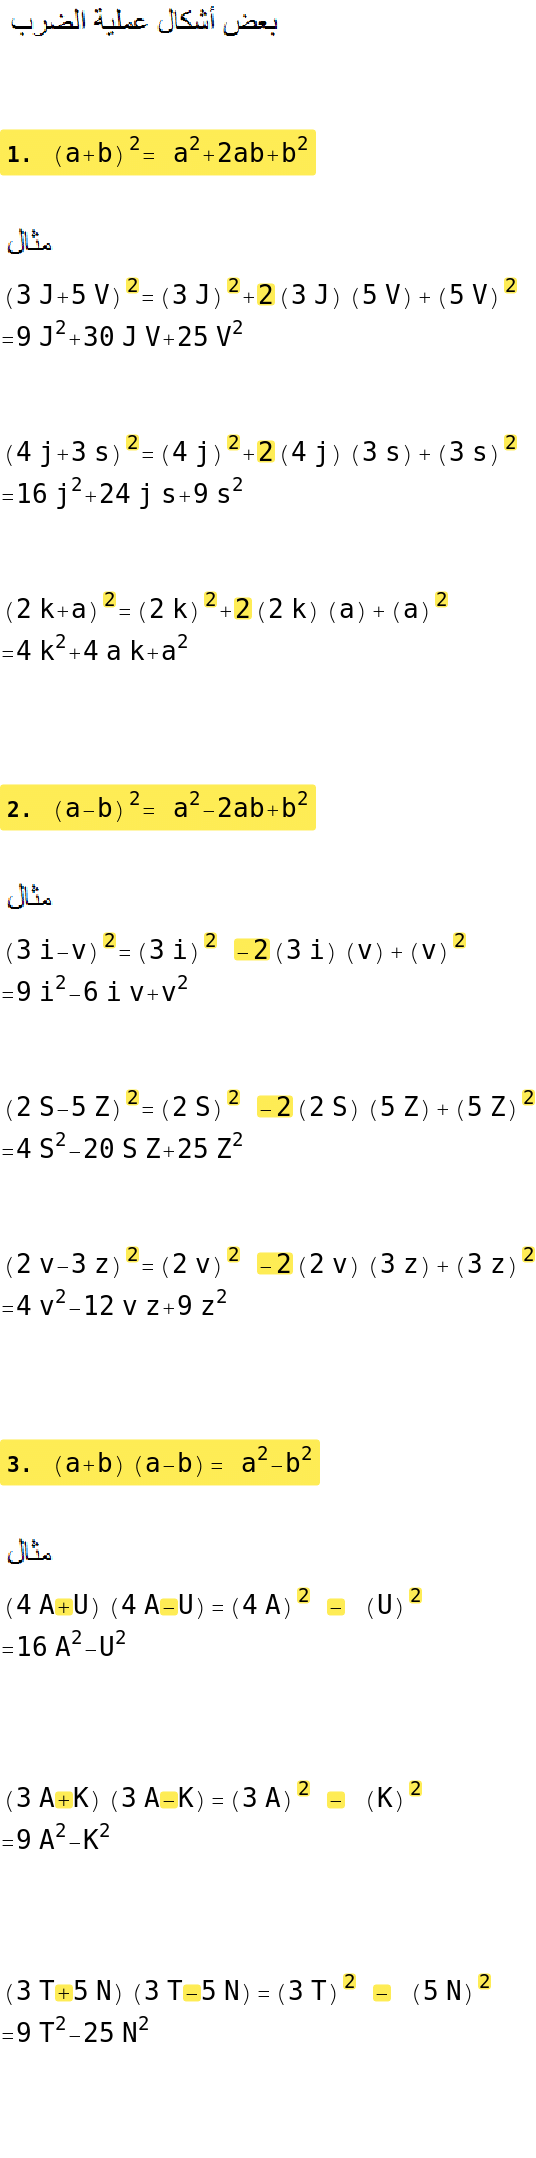 بعض أشكال عملية الضرب
1. (a+b)²= a²+2ab+b²
مثال
(3 J+5 V)²=(3 J)²+2(3 J) (5 V)+(5 V)²
=9 J²+30 J V+25 V²
(4 j+3 s)²=(4 j)²+2(4 j) (3 s)+(3 s)²
=16 j²+24 j s+9 s²
(2 k+a)²=(2 k)²+2(2 k) (a)+(a)²
=4 k²+4 a k+a²
2. (a-b)²= a²-2ab+b²
مثال
(3 i-v)²=(3 i)² -2(3 i) (v)+(v)²
=9 i²-6 i v+v²
(2 S-5 Z)²=(2 S)² -2(2 S) (5 Z)+(5 Z)²
=4 S²-20 S Z+25 Z²
(2 v-3 z)²=(2 v)² -2(2 v) (3 z)+(3 z)²
=4 v²-12 v z+9 z²
3. (a+b) (a-b)= a²-b²
مثال
(4 A+U) (4 A-U)=(4 A)² - (U)²
=16 A²-U²
(3 A+K) (3 A-K)=(3 A)² - (K)²
=9 A²-K²
(3 T+5 N) (3 T-5 N)=(3 T)² - (5 N)²
=9 T²-25 N²